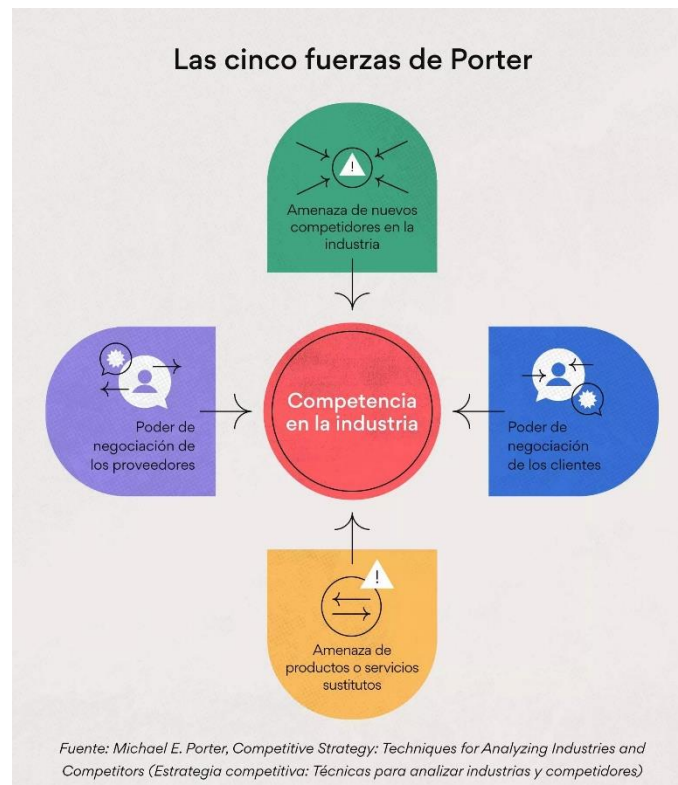 Las cinco fuerzas de Porter
!
Amenaza de nuevos
competidores en la
industria
Poder de
negociación de
los proveedores
Competencia
en la industria
Poder de
negociación
de los clientes
!
Amenaza de
productos o servicios
sustitutos
Fuente: Michael E. Porter, Competitive Strategy: Techniques for Analyzing Industries and
Competitors (Estrategia competitiva: Técnicas para analizar industrias y competidores)